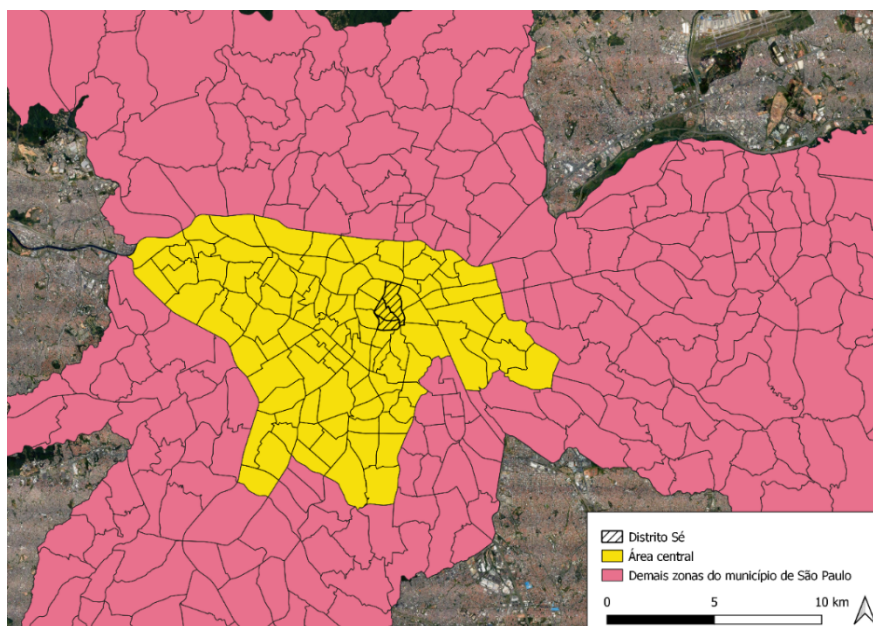 Distrito Sé
Área central
Demais zonas do município de São Paulo
0 5 10 km